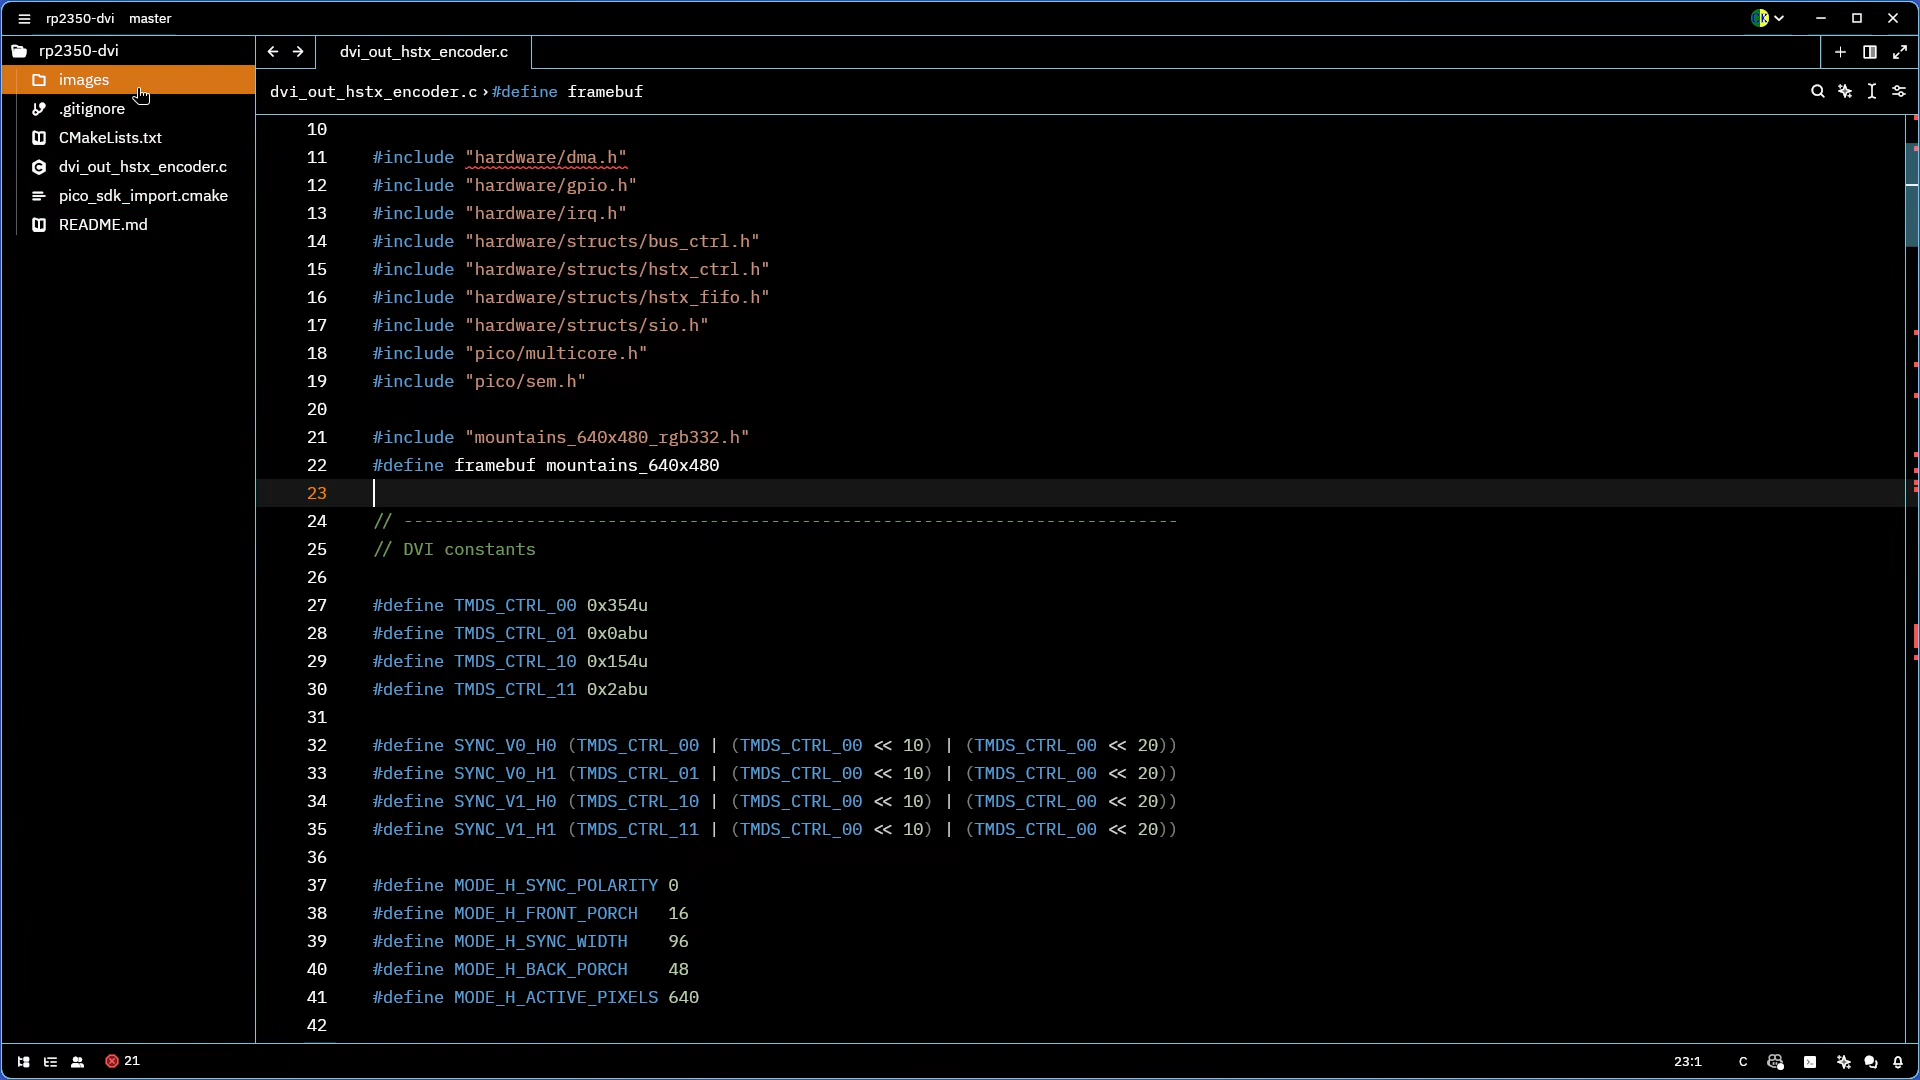 rp2350-dvi master
rp2350-dvi
images
.gitignore
CMakeLists.txt
dvi_out_hstx_encoder.c
pico_sdk_import.cmake
README.md
dvi_out_hstx_encoder.c
dvi_out_hstx_encoder.c › #define framebuf
10
11 #include "hardware/dma.h"
12 #include "hardware/gpio.h"
13 #include "hardware/irq.h"
14 #include "hardware/structs/bus_ctrl.h"
15 #include "hardware/structs/hstx_ctrl.h"
16 #include "hardware/structs/hstx_fifo.h"
17 #include "hardware/structs/sio.h"
18 #include "pico/multicore.h"
19 #include "pico/sem.h"
20
21 #include "mountains_640x480_rgb332.h"
22 #define framebuf mountains_640x480
23
24 // ----------------------------------------------------------------------------
25 // DVI constants
26
27 #define TMDS_CTRL_00 0x354u
28 #define TMDS_CTRL_01 0x0abu
29 #define TMDS_CTRL_10 0x154u
30 #define TMDS_CTRL_11 0x2abu
31
32 #define SYNC_V0_H0 (TMDS_CTRL_00 | (TMDS_CTRL_00 << 10) | (TMDS_CTRL_00 << 20))
33 #define SYNC_V0_H1 (TMDS_CTRL_01 | (TMDS_CTRL_00 << 10) | (TMDS_CTRL_00 << 20))
34 #define SYNC_V1_H0 (TMDS_CTRL_10 | (TMDS_CTRL_00 << 10) | (TMDS_CTRL_00 << 20))
35 #define SYNC_V1_H1 (TMDS_CTRL_11 | (TMDS_CTRL_00 << 10) | (TMDS_CTRL_00 << 20))
36
37 #define MODE_H_SYNC_POLARITY 0
38 #define MODE_H_FRONT_PORCH   16
39 #define MODE_H_SYNC_WIDTH    96
40 #define MODE_H_BACK_PORCH    48
41 #define MODE_H_ACTIVE_PIXELS 640
42
21
23:1 C